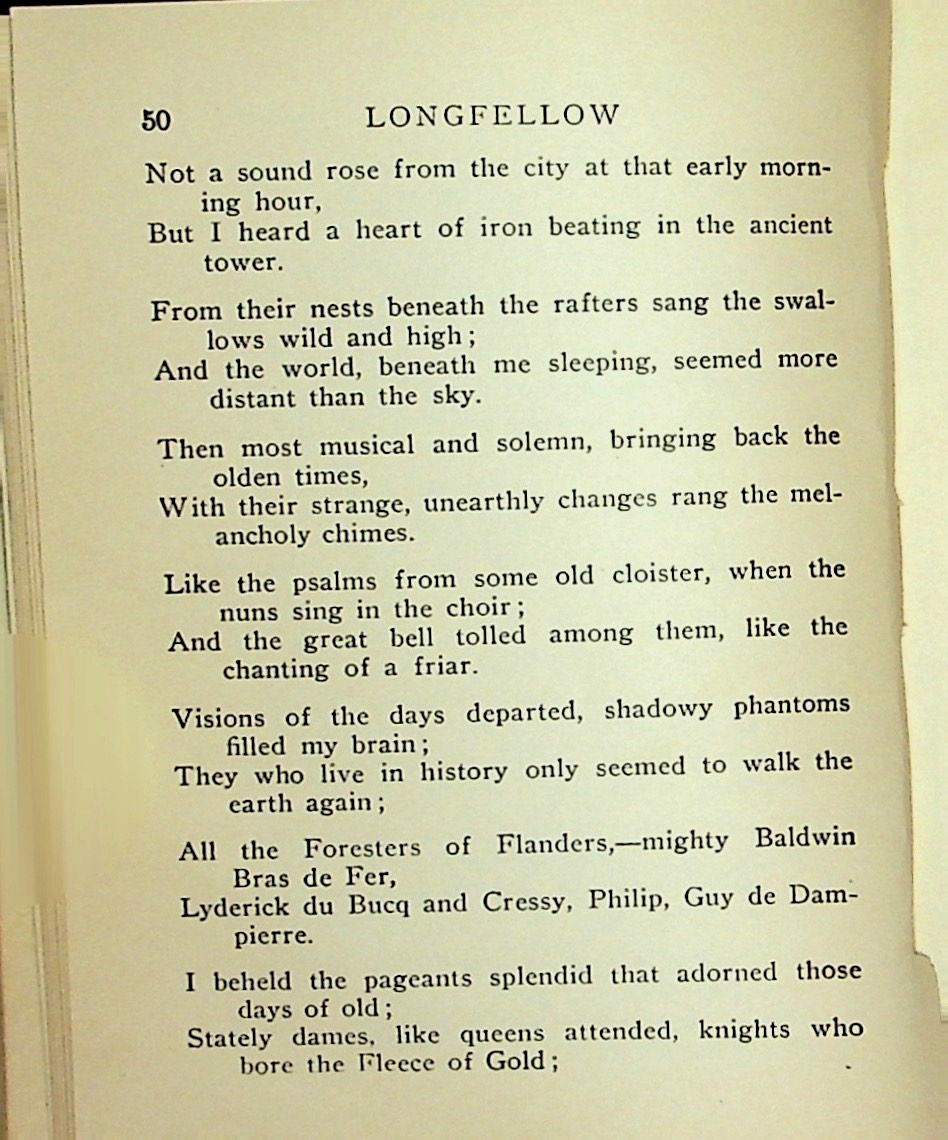 50 LONGFELLOW
Not a sound rose from the city at that early morn-
ing hour,
But I heard a heart of iron beating in the ancient
tower.
From their nests beneath the rafters sang the swal-
lows wild and high;
And the world, beneath me sleeping, seemed more
distant than the sky.
Then most musical and solemn, bringing back the
olden times,
With their strange, unearthly changes rang the mel-
ancholy chimes.
Like the psalms from some old cloister, when the
nuns sing in the choir;
And the great bell tolled among them, like the
chanting of a friar.
Visions of the days departed, shadowy phantoms
filled my brain;
They who live in history only seemed to walk the
earth again;
All the Foresters of Flanders,—mighty Baldwin
Bras de Fer,
Lyderick du Bucq and Cressy, Philip, Guy de Dam-
pierre.
I beheld the pageants splendid that adorned those
days of old;
Stately dames, like queens attended, knights who
bore the Fleece of Gold;